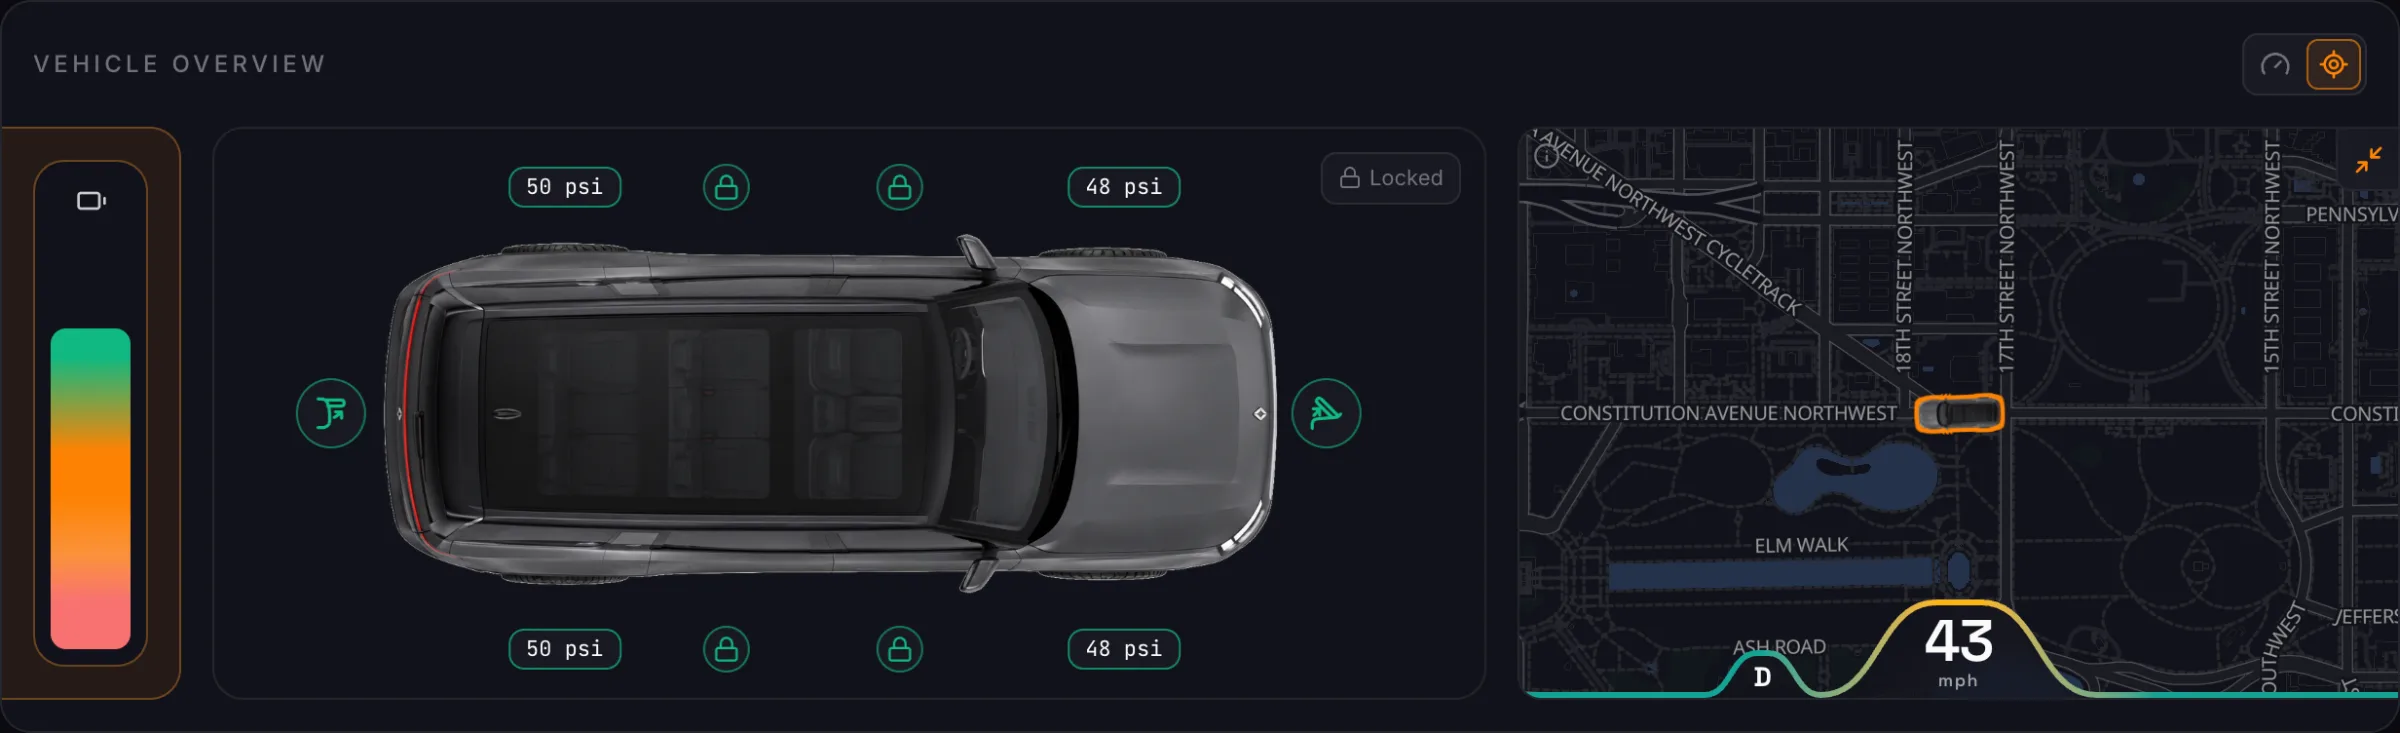 VEHICLE OVERVIEW
50 psi
48 psi
Locked
50 psi
48 psi
AVENUE NORTHWEST CYCLETRACK
18TH STREET NORTHWEST
17TH STREET NORTHWEST
15TH STREET NORTHWEST
PENNSYLV
CONSTITUTION AVENUE NORTHWEST
CONSTI
ELM WALK
ASH ROAD
JEFFERS
OUTHWEST
D
43
mph